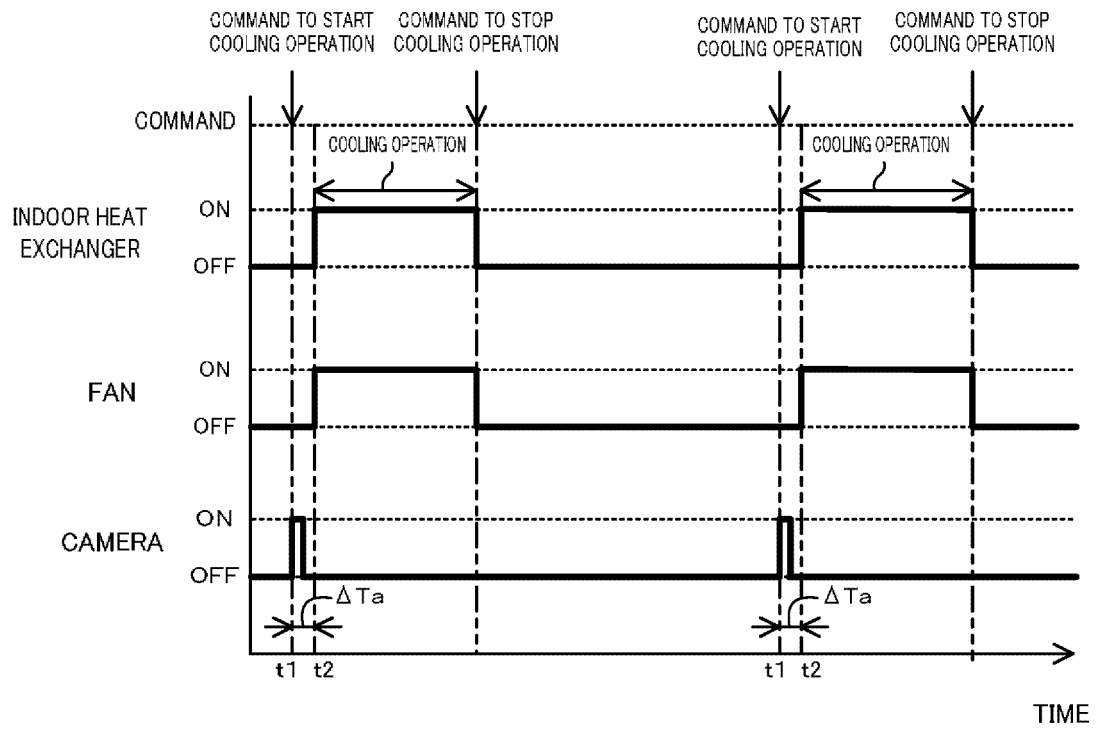 COMMAND TO START
COOLING OPERATION
COMMAND TO STOP
COOLING OPERATION
COMMAND TO START
COOLING OPERATION
COMMAND TO STOP
COOLING OPERATION
COMMAND
COOLING OPERATION
COOLING OPERATION
INDOOR HEAT
EXCHANGER
ON
OFF
FAN
ON
OFF
CAMERA
ON
OFF
ΔTa
ΔTa
t1 t2
t1 t2
TIME